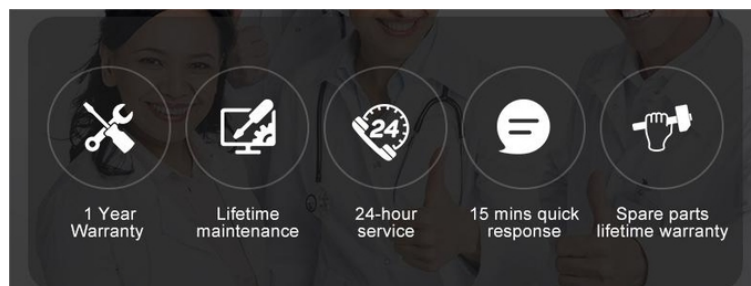 24
1 Year
Warranty
Lifetime
maintenance
24-hour
service
15 mins quick
response
Spare parts
lifetime warranty